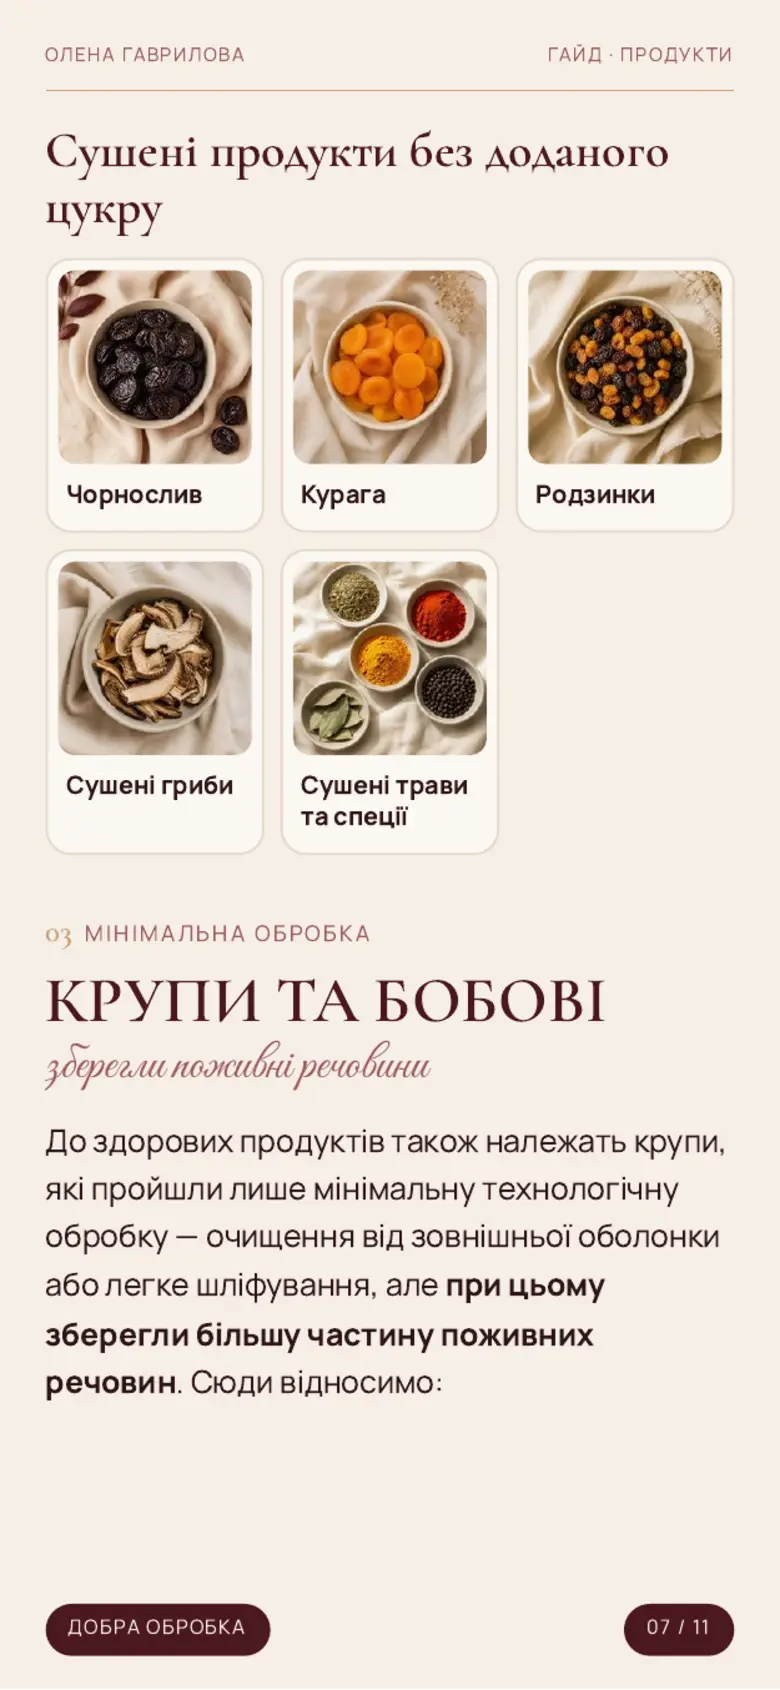 ОЛЕНА ГАВРИЛОВА
ГАЙД · ПРОДУКТИ
Сушені продукти без доданого
цукру
Чорнослив
Курага
Родзинки
Сушені гриби
Сушені трави
та спеції
03 МІНІМАЛЬНА ОБРОБКА
КРУПИ ТА БОБОВІ
зберегли поживні речовини
До здорових продуктів також належать крупи,
які пройшли лише мінімальну технологічну
обробку — очищення від зовнішньої оболонки
або легке шліфування, але при цьому
зберегли більшу частину поживних
речовин. Сюди відносимо:
ДОБРА ОБРОБКА
07 / 11